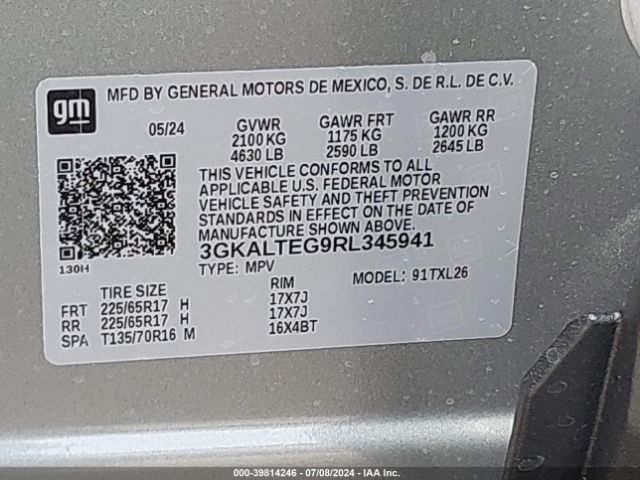 gm
MFD BY GENERAL MOTORS DE MEXICO, S. DE R.L. DE C.V.
05/24 GVWR GAWR FRT GAWR RR
2100 KG 1175 KG 1200 KG
4630 LB 2590 LB 2645 LB
THIS VEHICLE CONFORMS TO ALL
APPLICABLE U.S. FEDERAL MOTOR
VEHICLE SAFETY AND THEFT PREVENTION
STANDARDS IN EFFECT ON THE DATE OF
MANUFACTURE SHOWN ABOVE.
3GKALTEG9RL345941
130H
TYPE: MPV MODEL: 91TXL26
TIRE SIZE RIM
FRT 225/65R17 H 17X7J
RR 225/65R17 H 17X7J
SPA T135/70R16 M 16X4BT
000-39814246 - 07/08/2024 - IAA Inc.